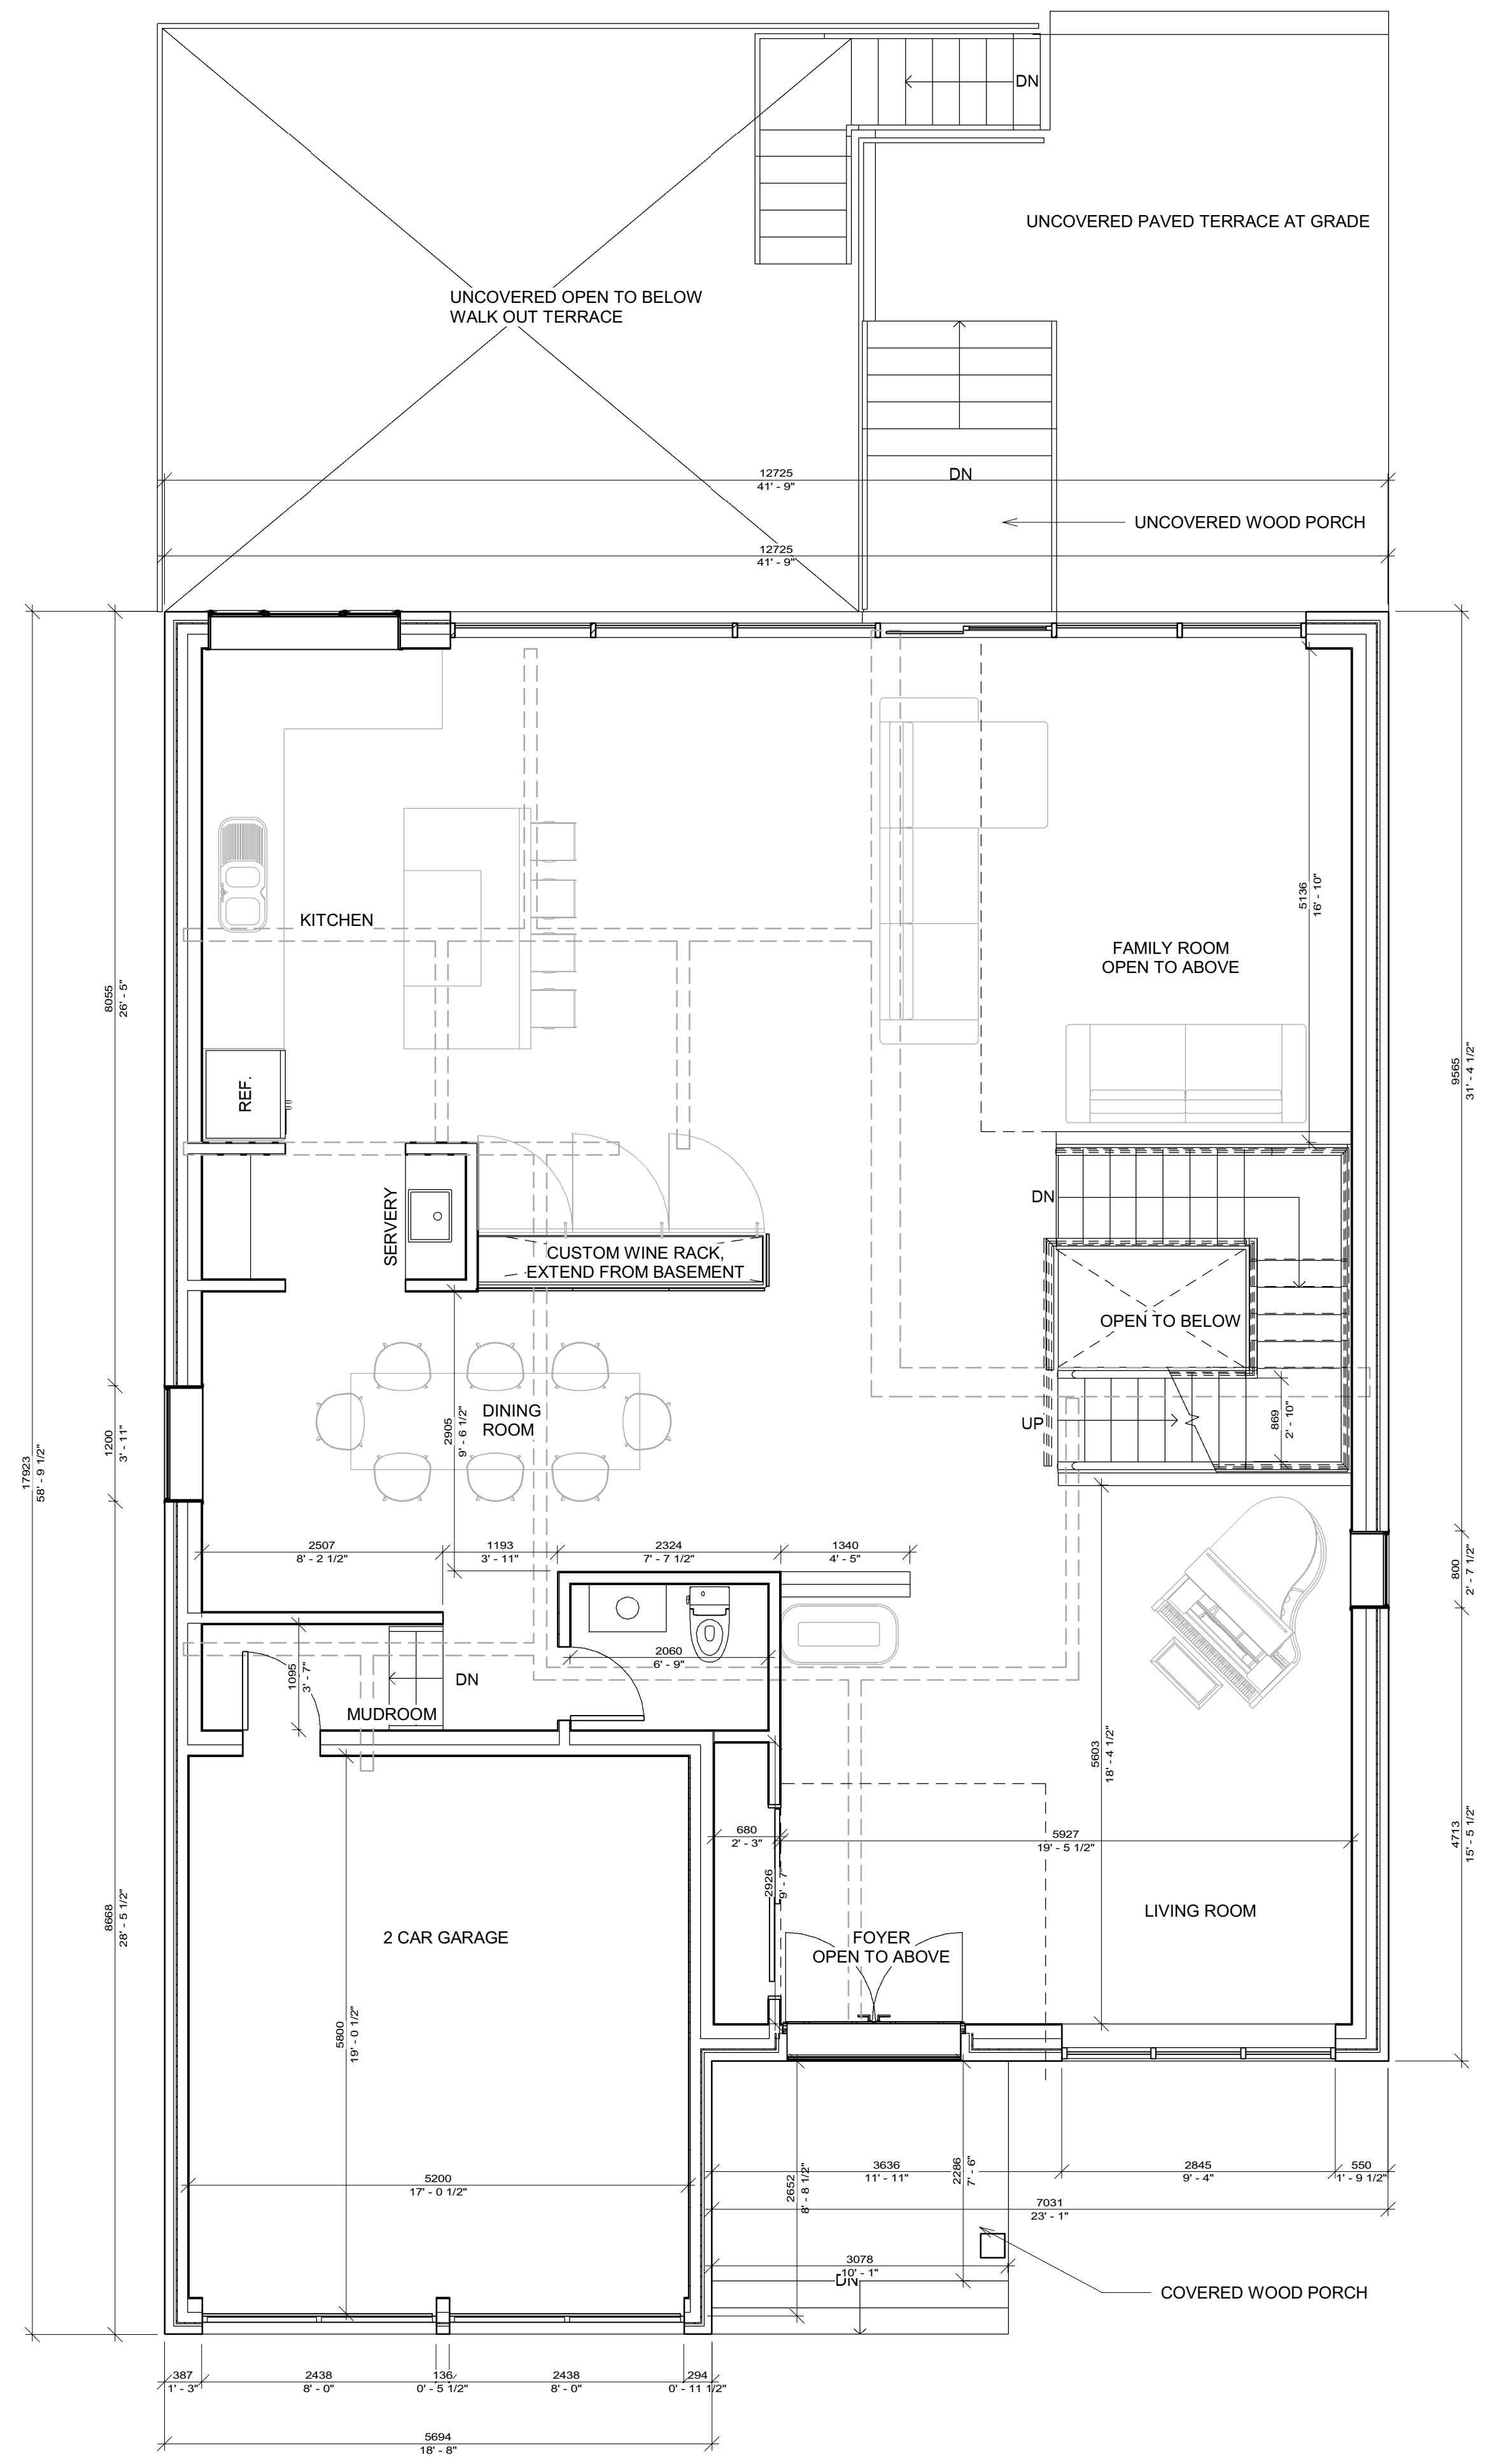 DN
UNCOVERED PAVED TERRACE AT GRADE
UNCOVERED OPEN TO BELOW
WALK OUT TERRACE
12725
41' - 9"
DN
UNCOVERED WOOD PORCH
12725
41' - 9"
KITCHEN
5136
16' - 10"
FAMILY ROOM
OPEN TO ABOVE
8055
26' - 5"
9565
31' - 4 1/2"
REF.
SERVERY
DN
CUSTOM WINE RACK,
EXTEND FROM BASEMENT
OPEN TO BELOW
DINING
ROOM
2905
9' - 6 1/2"
UP
869
2' - 10"
1200
3' - 11"
17923
58' - 9 1/2"
2507
8' - 2 1/2"
1193
3' - 11"
2324
7' - 7 1/2"
1340
4' - 5"
800
2' - 7 1/2"
2060
6' - 9"
1095
3' - 7"
DN
MUDROOM
5603
18' - 4 1/2"
680
2' - 3"
5927
19' - 5 1/2"
4713
15' - 5 1/2"
2926
9' - 7"
LIVING ROOM
8668
28' - 5 1/2"
2 CAR GARAGE
FOYER
OPEN TO ABOVE
5800
19' - 0 1/2"
5200
17' - 0 1/2"
2652
8' - 8 1/2"
3636
11' - 11"
2286
7' - 6"
2845
9' - 4"
550
1' - 9 1/2"
7031
23' - 1"
3078
10' - 1"
DN
COVERED WOOD PORCH
387
1' - 3"
2438
8' - 0"
136
0' - 5 1/2"
2438
8' - 0"
294
0' - 11 1/2"
5694
18' - 8"